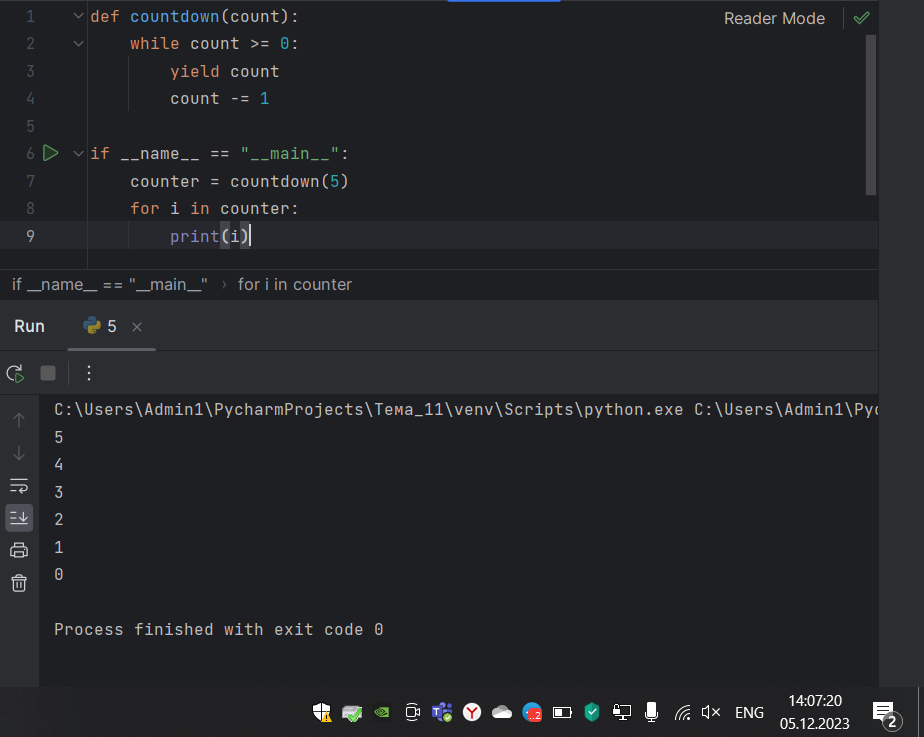 1 def countdown(count):
2     while count >= 0:
3         yield count
4         count -= 1
5
6 if __name__ == "__main__":
7     counter = countdown(5)
8     for i in counter:
9         print(i)
Reader Mode
if __name__ == "__main__" › for i in counter
Run 5
C:\Users\Admin1\PycharmProjects\Тема_11\venv\Scripts\python.exe C:\Users\Admin1\Pyc
5
4
3
2
1
0
Process finished with exit code 0
ENG
14:07:20
05.12.2023
2